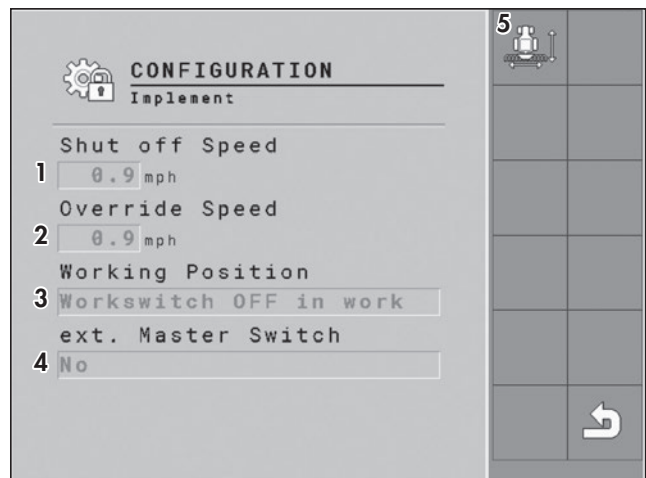 CONFIGURATION
Implement
5
Shut off Speed
1 0.9 mph
Override Speed
2 0.9 mph
Working Position
3 Workswitch OFF in work
ext. Master Switch
4 No